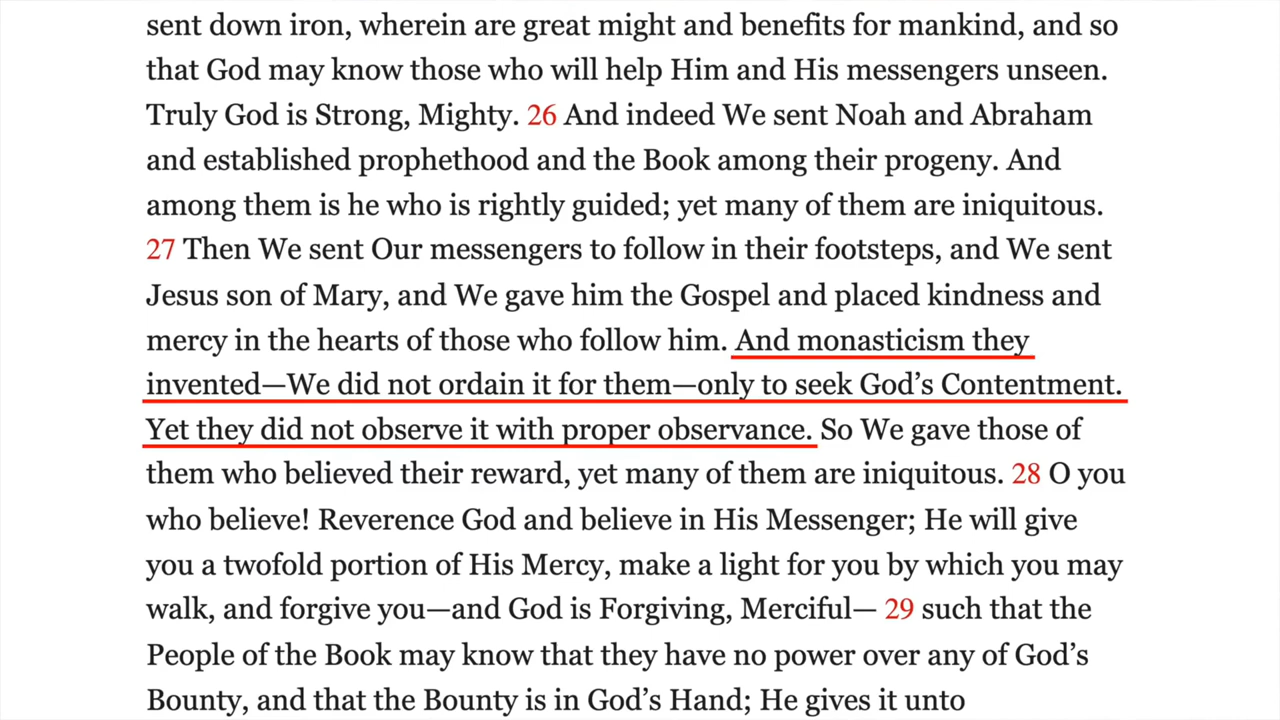 sent down iron, wherein are great might and benefits for mankind, and so
that God may know those who will help Him and His messengers unseen.
Truly God is Strong, Mighty. 26 And indeed We sent Noah and Abraham
and established prophethood and the Book among their progeny. And
among them is he who is rightly guided; yet many of them are iniquitous.
27 Then We sent Our messengers to follow in their footsteps, and We sent
Jesus son of Mary, and We gave him the Gospel and placed kindness and
mercy in the hearts of those who follow him. And monasticism they
invented—We did not ordain it for them—only to seek God’s Contentment.
Yet they did not observe it with proper observance. So We gave those of
them who believed their reward, yet many of them are iniquitous. 28 O you
who believe! Reverence God and believe in His Messenger; He will give
you a twofold portion of His Mercy, make a light for you by which you may
walk, and forgive you—and God is Forgiving, Merciful— 29 such that the
People of the Book may know that they have no power over any of God’s
Bounty, and that the Bounty is in God’s Hand; He gives it unto